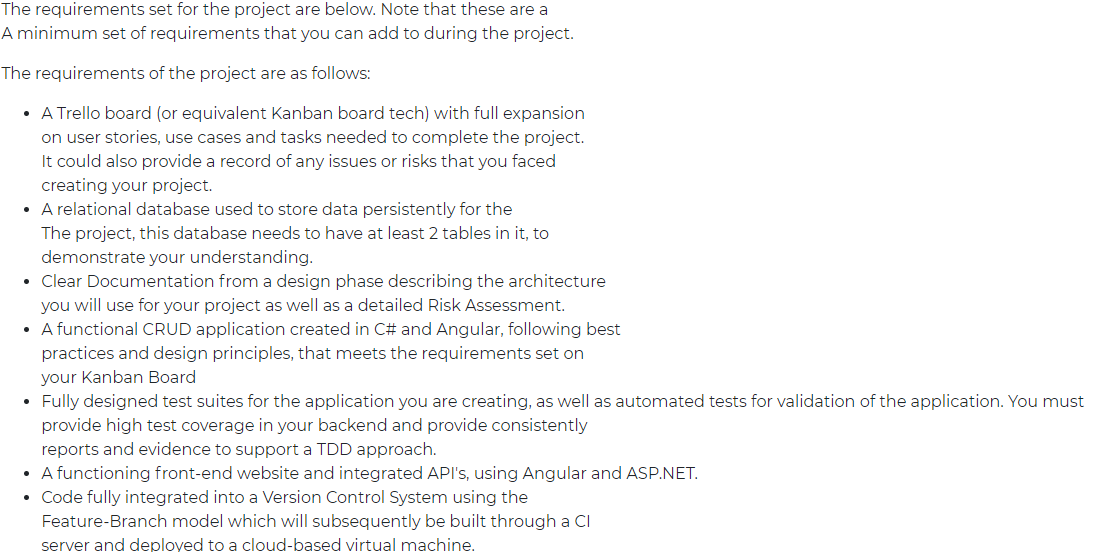 The requirements set for the project are below. Note that these are a
A minimum set of requirements that you can add to during the project.
The requirements of the project are as follows:
• A Trello board (or equivalent Kanban board tech) with full expansion
on user stories, use cases and tasks needed to complete the project.
It could also provide a record of any issues or risks that you faced
creating your project.
• A relational database used to store data persistently for the
The project, this database needs to have at least 2 tables in it, to
demonstrate your understanding.
• Clear Documentation from a design phase describing the architecture
you will use for your project as well as a detailed Risk Assessment.
• A functional CRUD application created in C# and Angular, following best
practices and design principles, that meets the requirements set on
your Kanban Board
• Fully designed test suites for the application you are creating, as well as automated tests for validation of the application. You must
provide high test coverage in your backend and provide consistently
reports and evidence to support a TDD approach.
• A functioning front-end website and integrated API's, using Angular and ASP.NET.
• Code fully integrated into a Version Control System using the
Feature-Branch model which will subsequently be built through a CI
server and deployed to a cloud-based virtual machine.